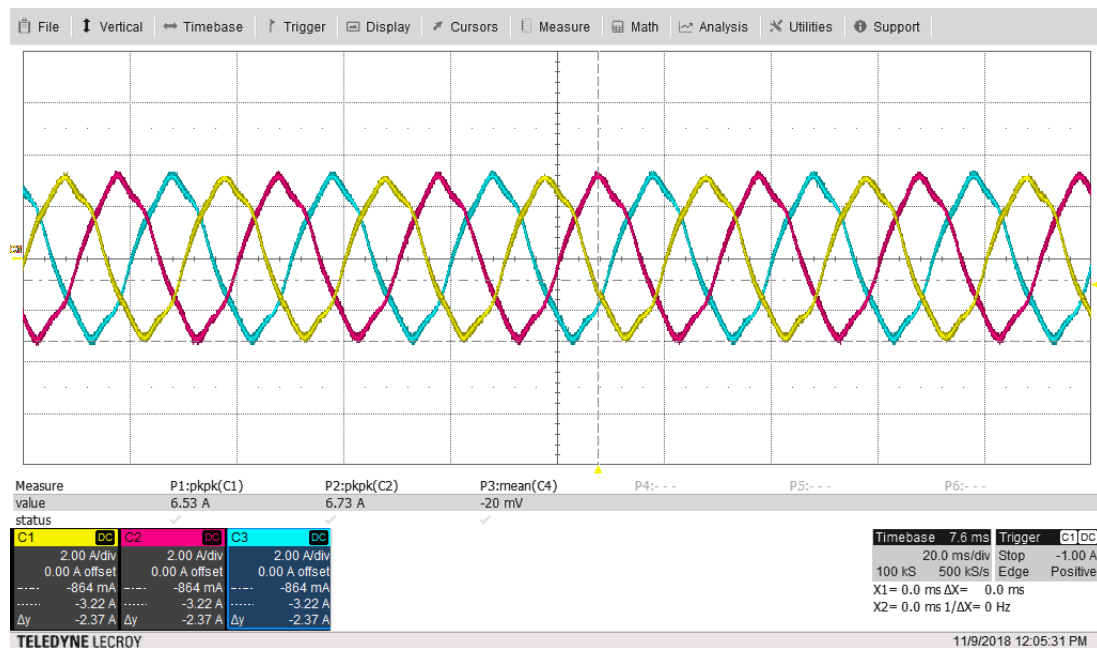 File Vertical Timebase Trigger Display Cursors Measure Math Analysis Utilities Support
Measure P1:pkpk(C1) P2:pkpk(C2) P3:mean(C4) P4:- - - P5:- - - P6:- - -
value 6.53 A 6.73 A -20 mV
status
C1 DC C2 DC C3 DC
2.00 A/div 2.00 A/div 2.00 A/div
0.00 A offset 0.00 A offset 0.00 A offset
-864 mA -864 mA -864 mA
-3.22 A -3.22 A -3.22 A
Δy -2.37 A Δy -2.37 A Δy -2.37 A
Timebase 7.6 ms Trigger C1 DC
20.0 ms/div Stop -1.00 A
100 kS 500 kS/s Edge Positive
X1= 0.0 ms ΔX= 0.0 ms
X2= 0.0 ms 1/ΔX= 0 Hz
TELEDYNE LECROY 11/9/2018 12:05:31 PM